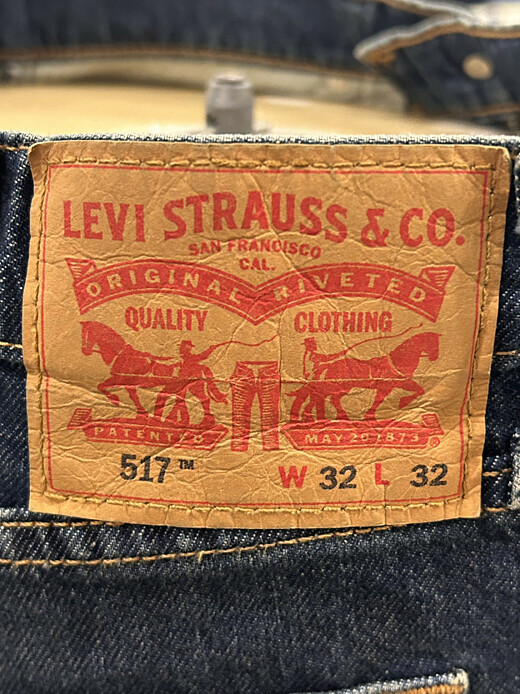 LEVI STRAUSS & CO.
SAN FRANCISCO
CAL.
ORIGINAL RIVETED
QUALITY CLOTHING
PATENTED MAY 20 1873 ®
517™ W 32 L 32